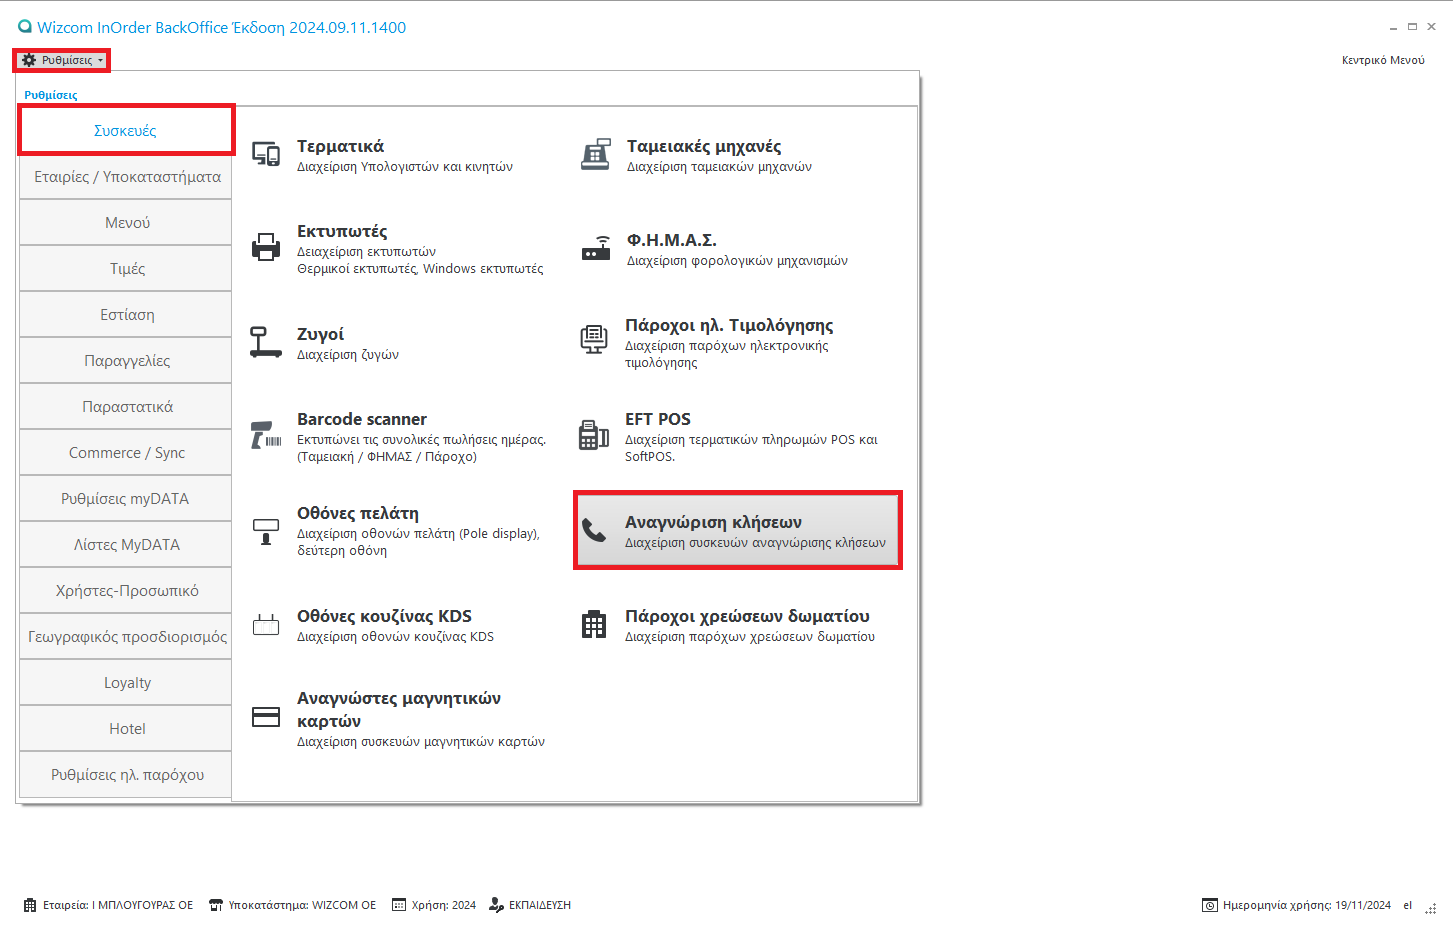 Wizcom InOrder BackOffice Έκδοση 2024.09.11.1400
Ρυθμίσεις
Κεντρικό Μενού
Ρυθμίσεις
Συσκευές
Εταιρίες / Υποκαταστήματα
Μενού
Τιμές
Εστίαση
Παραγγελίες
Παραστατικά
Commerce / Sync
Ρυθμίσεις myDATA
Λίστες MyDATA
Χρήστες-Προσωπικό
Γεωγραφικός προσδιορισμός
Loyalty
Hotel
Ρυθμίσεις ηλ. παρόχου
Τερματικά
Διαχείριση Υπολογιστών και κινητών
Ταμειακές μηχανές
Διαχείριση ταμειακών μηχανών
Εκτυπωτές
Δειαχείριση εκτυπωτών
Θερμικοί εκτυπωτές, Windows εκτυπωτές
Φ.Η.Μ.Α.Σ.
Διαχείριση φορολογικών μηχανισμών
Ζυγοί
Διαχείριση ζυγών
Πάροχοι ηλ. Τιμολόγησης
Διαχείριση παρόχων ηλεκτρονικής
τιμολόγησης
Barcode scanner
Εκτυπώνει τις συνολικές πωλήσεις ημέρας.
(Ταμειακή / ΦΗΜΑΣ / Πάροχο)
EFT POS
Διαχείριση τερματικών πληρωμών POS και
SoftPOS.
Οθόνες πελάτη
Διαχείριση οθονών πελάτη (Pole display),
δεύτερη οθόνη
Αναγνώριση κλήσεων
Διαχείριση συσκευών αναγνώρισης κλήσεων
Οθόνες κουζίνας KDS
Διαχείριση οθονών κουζίνας KDS
Πάροχοι χρεώσεων δωματίου
Διαχείριση παρόχων χρεώσεων δωματίου
Αναγνώστες μαγνητικών
καρτών
Διαχείριση συσκευών μαγνητικών καρτών
Εταιρεία: Ι ΜΠΛΟΥΓΟΥΡΑΣ ΟΕ
Υποκατάστημα: WIZCOM ΟΕ
Χρήση: 2024
ΕΚΠΑΙΔΕΥΣΗ
Ημερομηνία χρήσης: 19/11/2024
el